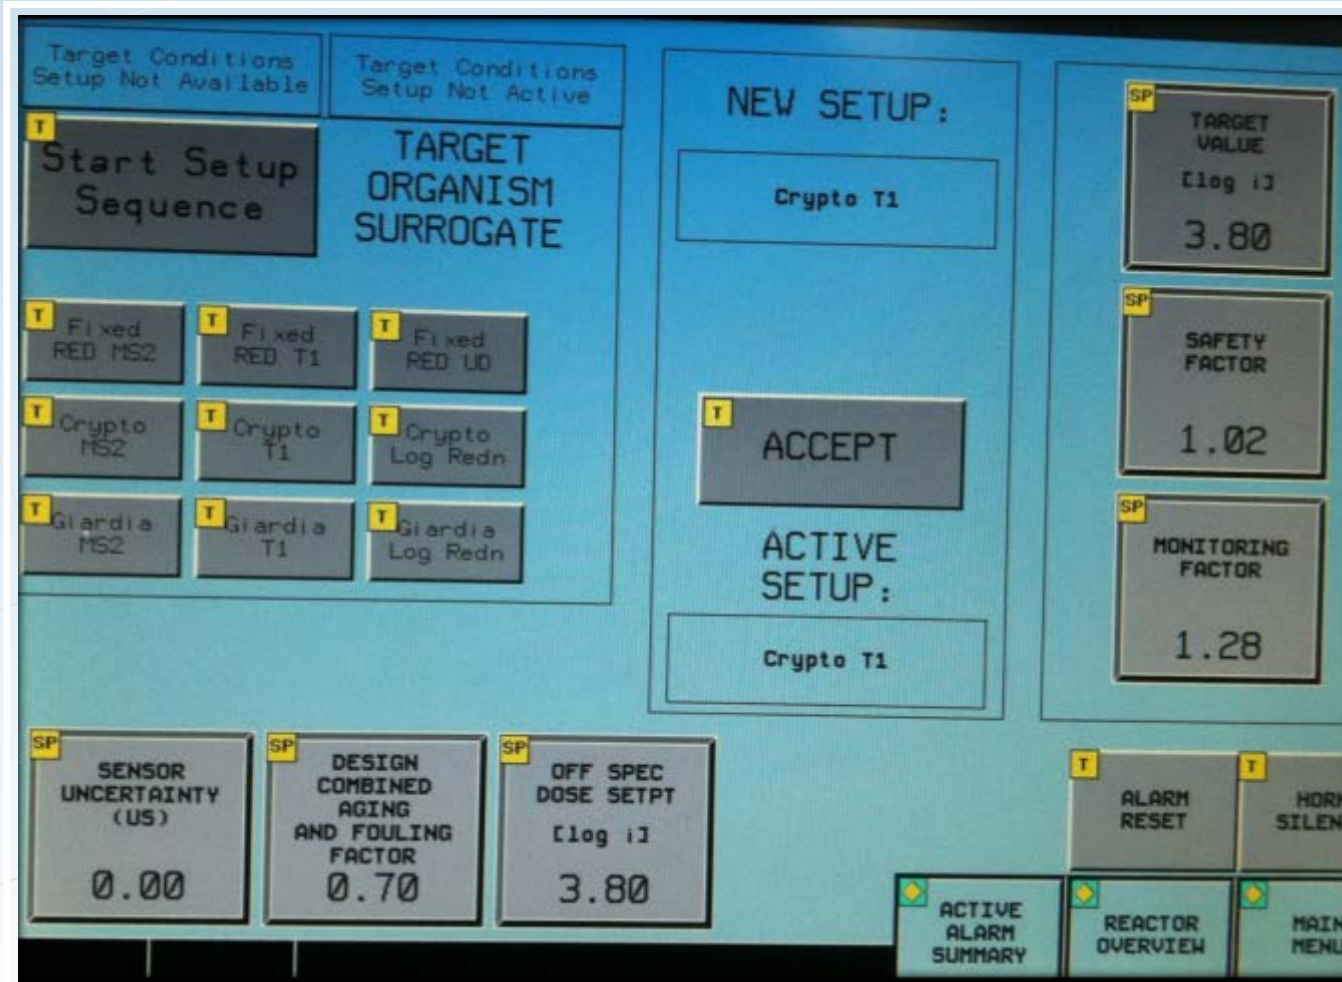 Target Conditions
Setup Not Available
Target Conditions
Setup Not Active
T
Start Setup
Sequence
TARGET
ORGANISM
SURROGATE
T
Fixed
RED MS2
T
Fixed
RED T1
T
Fixed
RED UD
T
Crypto
MS2
T
Crypto
T1
T
Crypto
Log Redn
T
Giardia
MS2
T
Giardia
T1
T
Giardia
Log Redn
NEW SETUP:
Crypto T1
T
ACCEPT
ACTIVE
SETUP:
Crypto T1
SP
TARGET
VALUE
[log i]
3.80
SP
SAFETY
FACTOR
1.02
SP
MONITORING
FACTOR
1.28
SP
SENSOR
UNCERTAINTY
(US)
0.00
SP
DESIGN
COMBINED
AGING
AND FOULING
FACTOR
0.70
SP
OFF SPEC
DOSE SETPT
[log i]
3.80
T
ALARM
RESET
T
HORN
SILEN
ACTIVE
ALARM
SUMMARY
REACTOR
OVERVIEW
MAIN
MENU